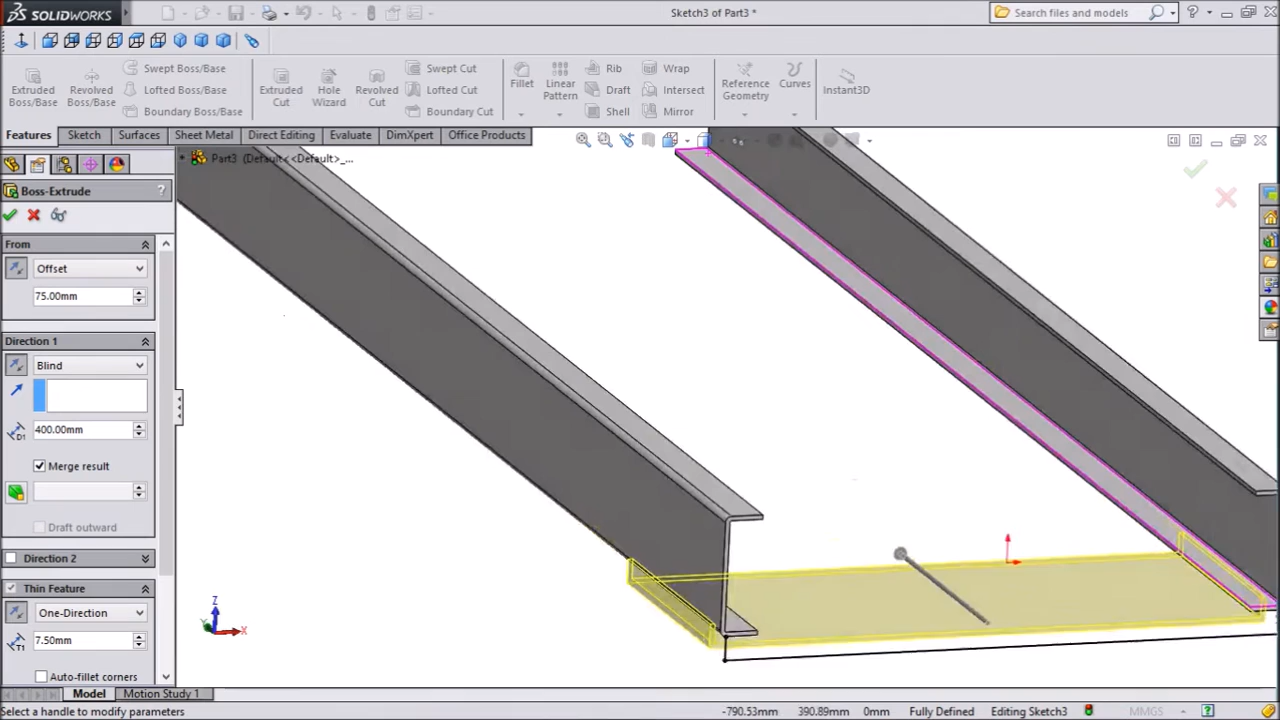 SOLIDWORKS
Sketch3 of Part3 *
Search files and models
Extruded Boss/Base
Revolved Boss/Base
Swept Boss/Base
Lofted Boss/Base
Boundary Boss/Base
Extruded Cut
Hole Wizard
Revolved Cut
Swept Cut
Lofted Cut
Boundary Cut
Fillet
Linear Pattern
Rib
Draft
Shell
Wrap
Intersect
Mirror
Reference Geometry
Curves
Instant3D
Features Sketch Surfaces Sheet Metal Direct Editing Evaluate DimXpert Office Products
Part3 (Default<<Default>_...
Boss-Extrude ?
From
Offset
75.00mm
Direction 1
Blind
400.00mm
Merge result
Draft outward
Direction 2
Thin Feature
One-Direction
7.50mm
Auto-fillet corners
Z
Y X
Model Motion Study 1
Select a handle to modify parameters -790.53mm 390.89mm 0mm Fully Defined Editing Sketch3 MMGS